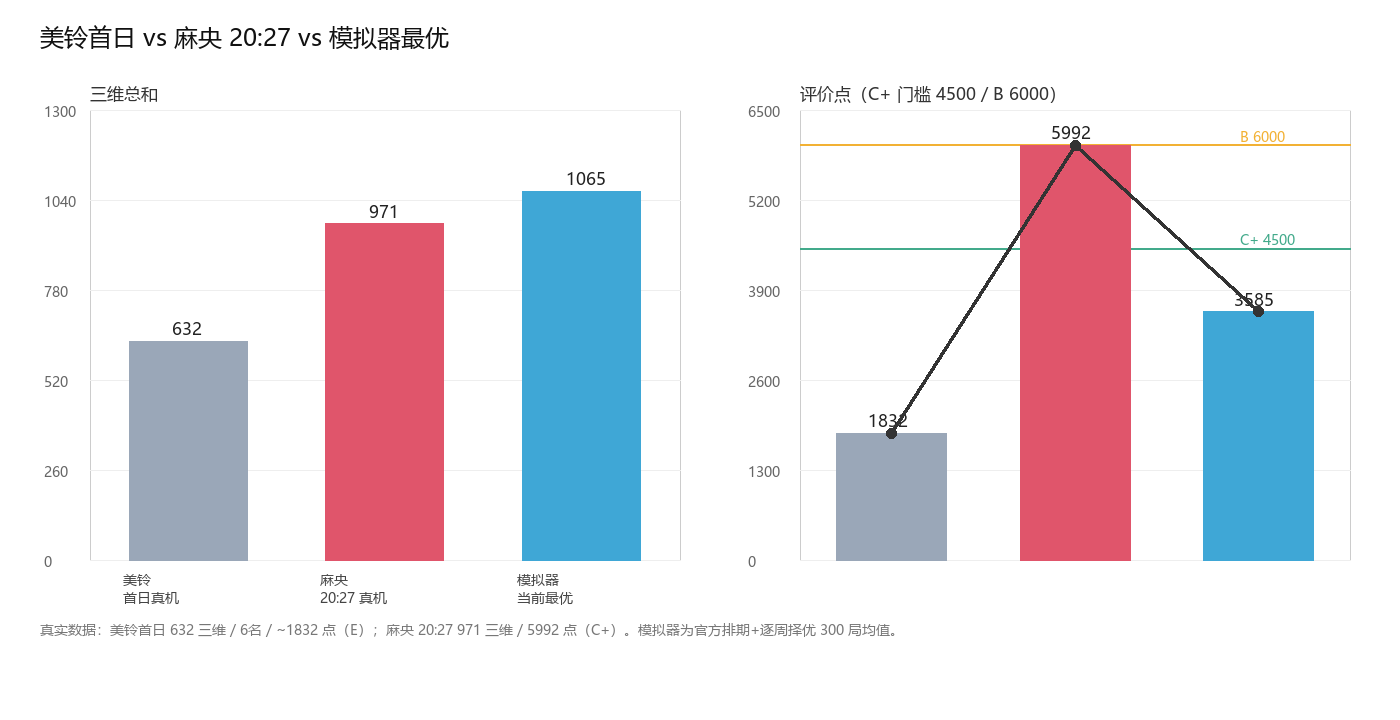 美铃首日 vs 麻央 20:27 vs 模拟器最优
三维总和
1300
1040
780
520
260
0
632
971
1065
美铃
首日真机
麻央
20:27 真机
模拟器
当前最优
评价点（C+ 门槛 4500 / B 6000）
6500
5200
3900
2600
1300
0
B 6000
C+ 4500
1832
5992
3585
真实数据：美铃首日 632 三维 / 6名 / ~1832 点（E）；麻央 20:27 971 三维 / 5992 点（C+）。模拟器为官方排期+逐周择优 300 局均值。